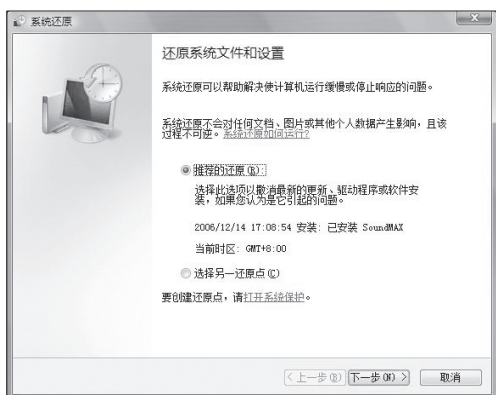 系统还原
还原系统文件和设置
系统还原可以帮助解决使计算机运行缓慢或停止响应的问题。
系统还原不会对任何文档、图片或其他个人数据产生影响，且该
过程不可逆。系统还原如何运行?
推荐的还原(R):
选择此选项以撤消最新的更新、驱动程序或软件安
装，如果您认为是它引起的问题。
2006/12/14 17:08:54 安装: 已安装 SoundMAX
当前时区: GMT+8:00
选择另一还原点(C)
要创建还原点，请打开系统保护。
<上一步(B) 下一步(N)> 取消